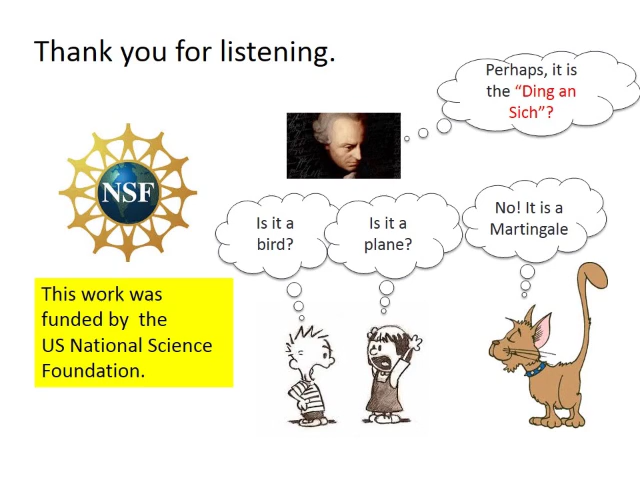 Thank you for listening.
Perhaps, it is
the “Ding an
Sich”?
NSF
Is it a
bird?
Is it a
plane?
No! It is a
Martingale
This work was
funded by  the
US National Science
Foundation.